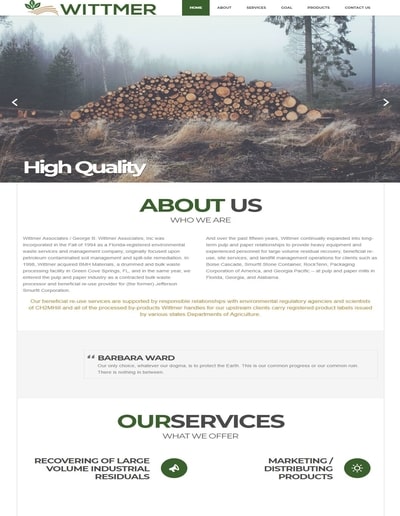 WITTMER
HOME ABOUT SERVICES GOAL PRODUCTS CONTACT US
High Quality
ABOUT US
WHO WE ARE
Wittmer Associates / George B. Wittmer Associates, Inc was
incorporated in the Fall of 1994 as a Florida-registered environmental
waste services and management company, originally focused upon
petroleum contaminated soil management and spill-site remediation. In
1996, Wittmer acquired BNH Materials, a drummed and bulk waste
processing facility in Green Cove Springs, FL, and in the same year, we
entered the pulp and paper industry as a contracted bulk waste
processor and beneficial re-use provider for (the former) Jefferson
Smurfit Corporation.
And over the past fifteen years, Wittmer continually expanded into long-
term pulp and paper relationships to provide heavy equipment and
experienced personnel for large volume residue recovery, beneficial re-
use, site services, and landfill management operations for clients such as
Boise Cascade, Smurfit Stone Container, RockTenn, Packaging
Corporation of America, and Georgia Pacific – at pulp and paper mills in
Florida, Georgia, and Alabama.
Our beneficial re-use services are supported by responsible relationships with environmental regulatory agencies and scientists
of CH2MHill-and all of the processed by-products Wittmer handles for our upstream clients carry registered product labels issued
by various states Departments of Agriculture.
BARBARA WARD
Our only choice, whatever our dogma, is to protect the Earth. This is our common progress or our common ruin.
There is nothing in between.
OURSERVICES
WHAT WE OFFER
RECOVERING OF LARGE
VOLUME INDUSTRIAL
RESIDUALS
MARKETING /
DISTRIBUTING
PRODUCTS